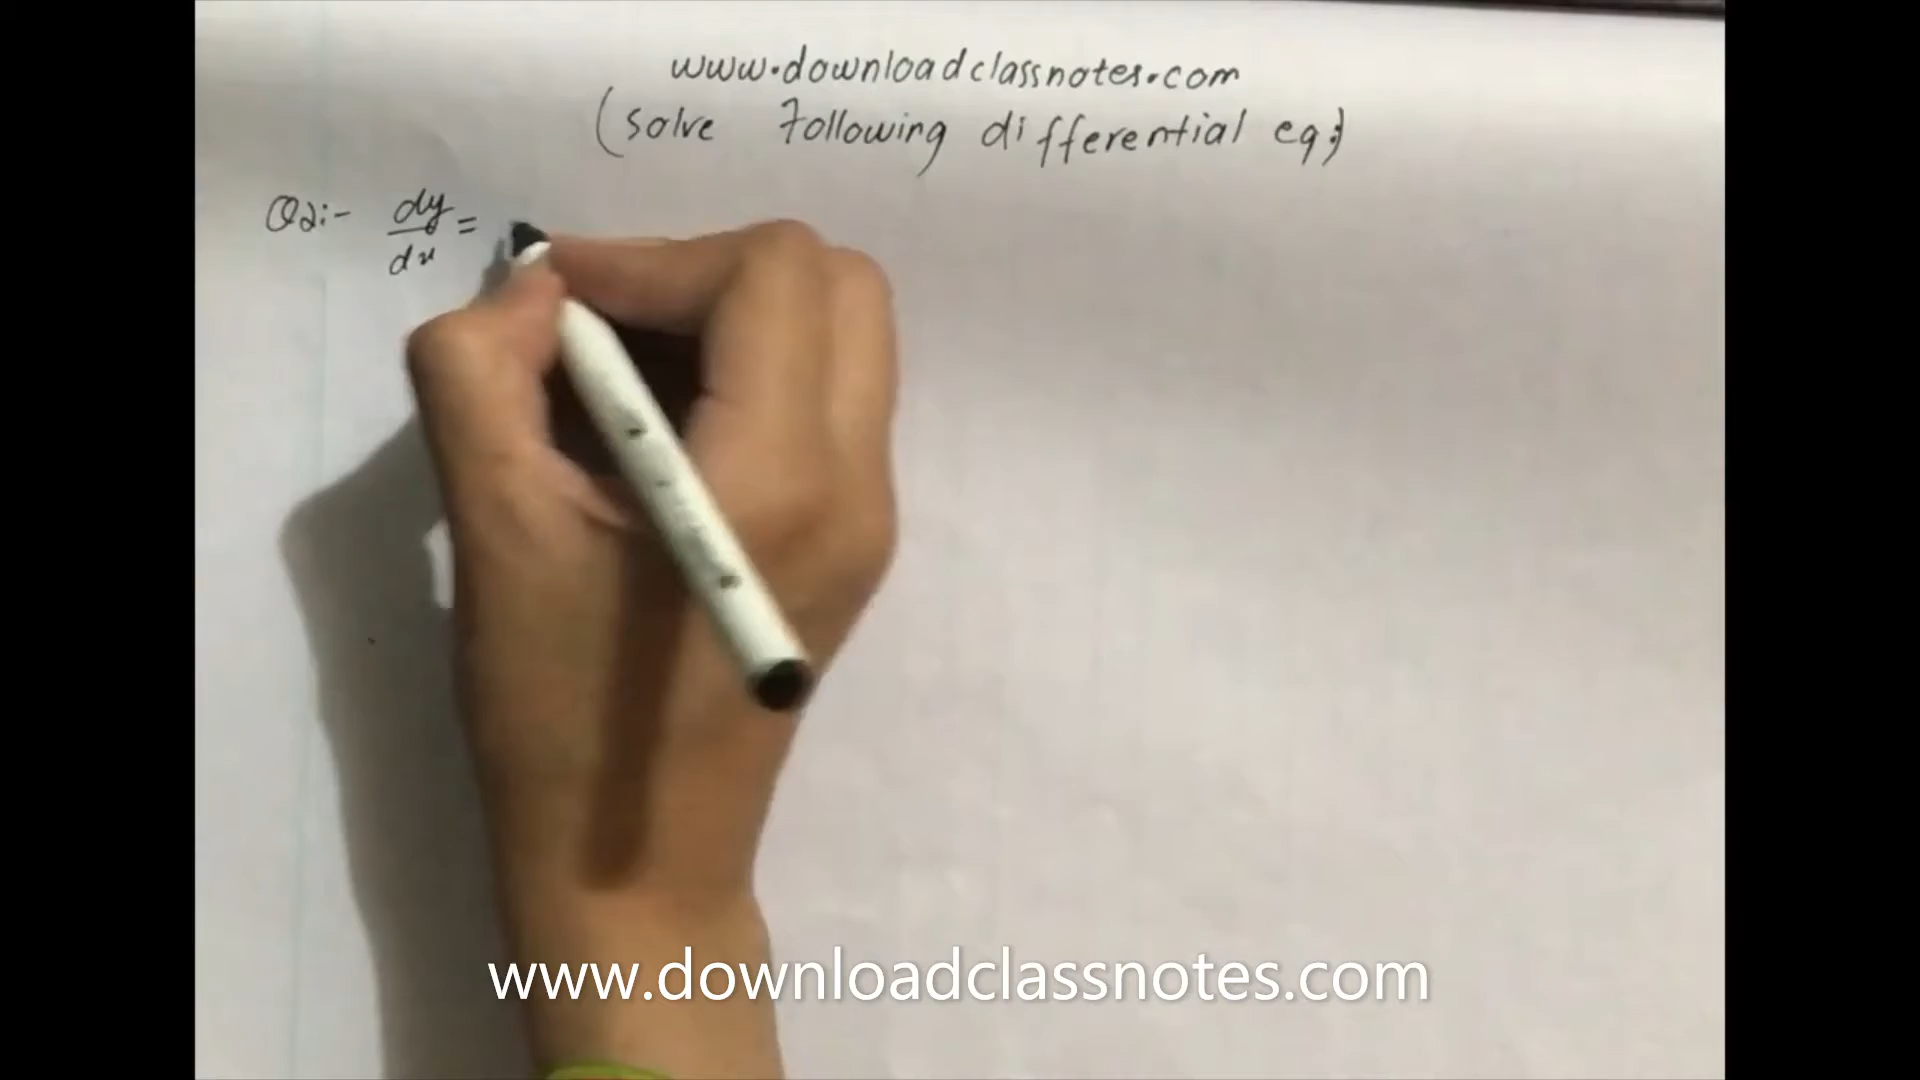 www.downloadclassnotes.com
(solve following differential eq:)
Q2:- dy/dx =
www.downloadclassnotes.com